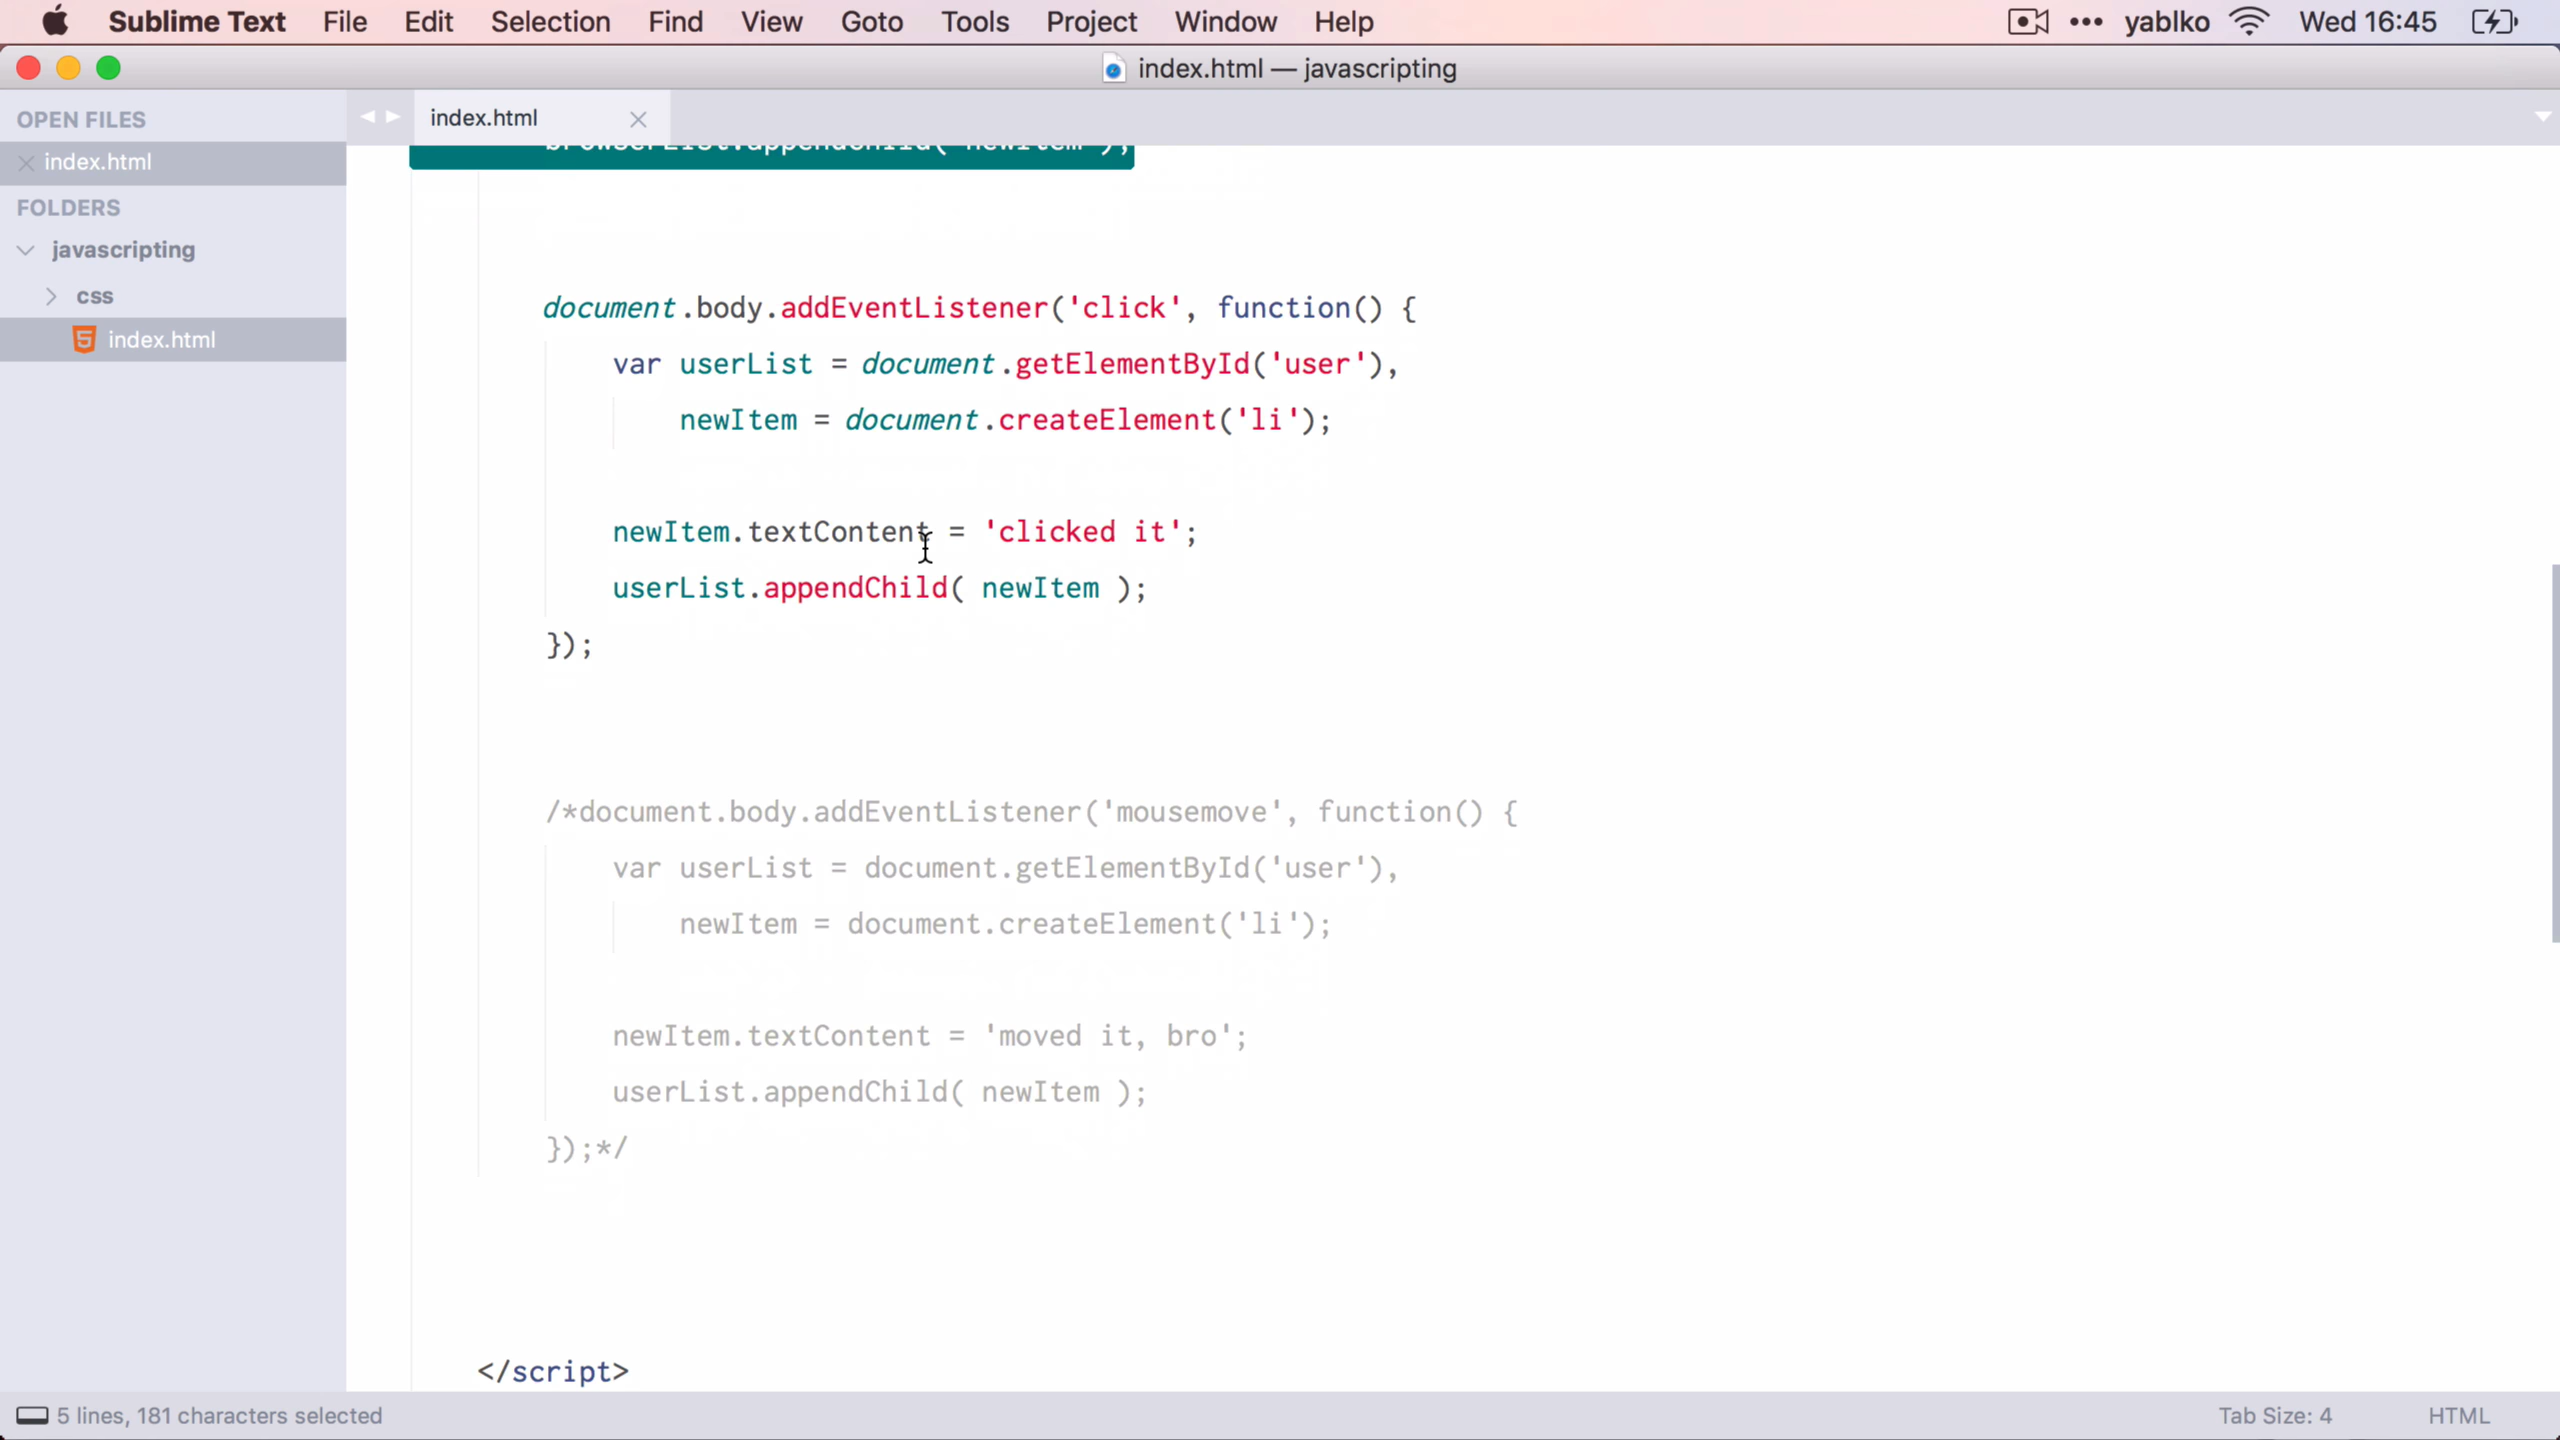 Sublime Text File Edit Selection Find View Goto Tools Project Window Help yablko Wed 16:45
index.html — javascripting
OPEN FILES
index.html
FOLDERS
javascripting
css
index.html
index.html
browserList.appendChild( newItem );
document.body.addEventListener('click', function() {
var userList = document.getElementById('user'),
newItem = document.createElement('li');
newItem.textContent = 'clicked it';
userList.appendChild( newItem );
});
/*document.body.addEventListener('mousemove', function() {
var userList = document.getElementById('user'),
newItem = document.createElement('li');
newItem.textContent = 'moved it, bro';
userList.appendChild( newItem );
});*/
</script>
5 lines, 181 characters selected
Tab Size: 4 HTML